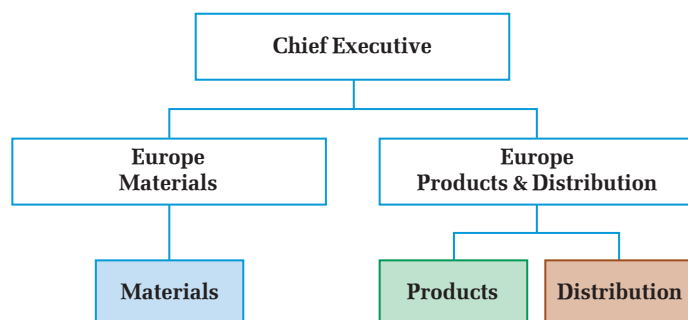 Chief Executive
Europe
Materials
Europe
Products & Distribution
Materials
Products
Distribution